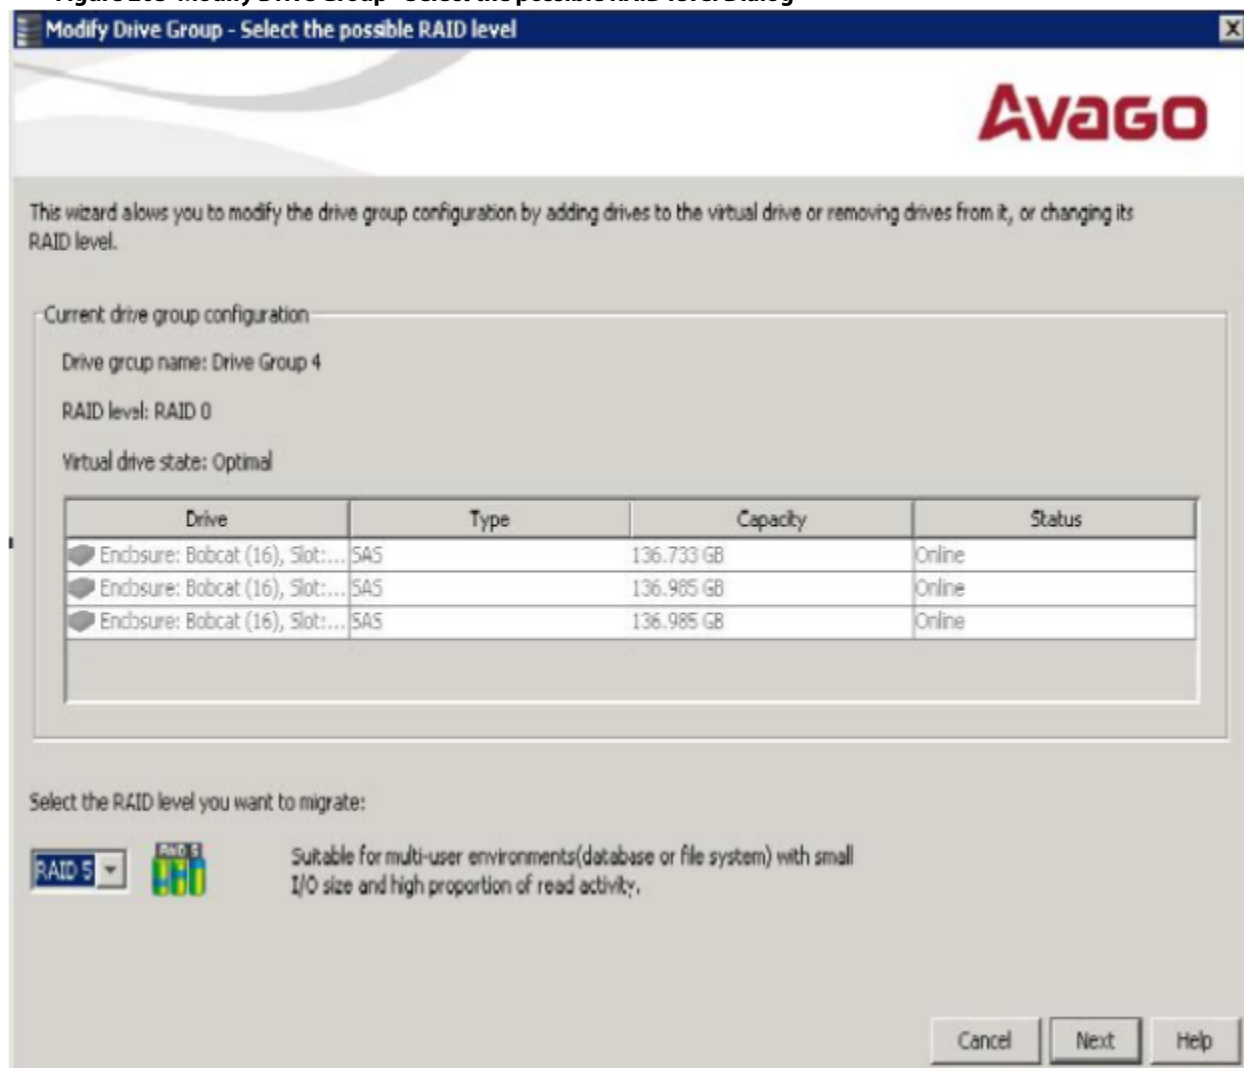 Modify Drive Group - Select the possible RAID level
AVAGO
This wizard alows you to modify the drive group configuration by adding drives to the virtual drive or removing drives from it, or changing its
RAID level.
Current drive group configuration
Drive group name: Drive Group 4
RAID level: RAID 0
Virtual drive state: Optimal
Drive Type Capacity Status
Enclosure: Bobcat (16), Slot:... SAS 136.733 GB Online
Enclosure: Bobcat (16), Slot:... SAS 136.985 GB Online
Enclosure: Bobcat (16), Slot:... SAS 136.985 GB Online
Select the RAID level you want to migrate:
RAID 5 RAID 5 Suitable for multi-user environments(database or file system) with small
I/O size and high proportion of read activity.
Cancel Next Help